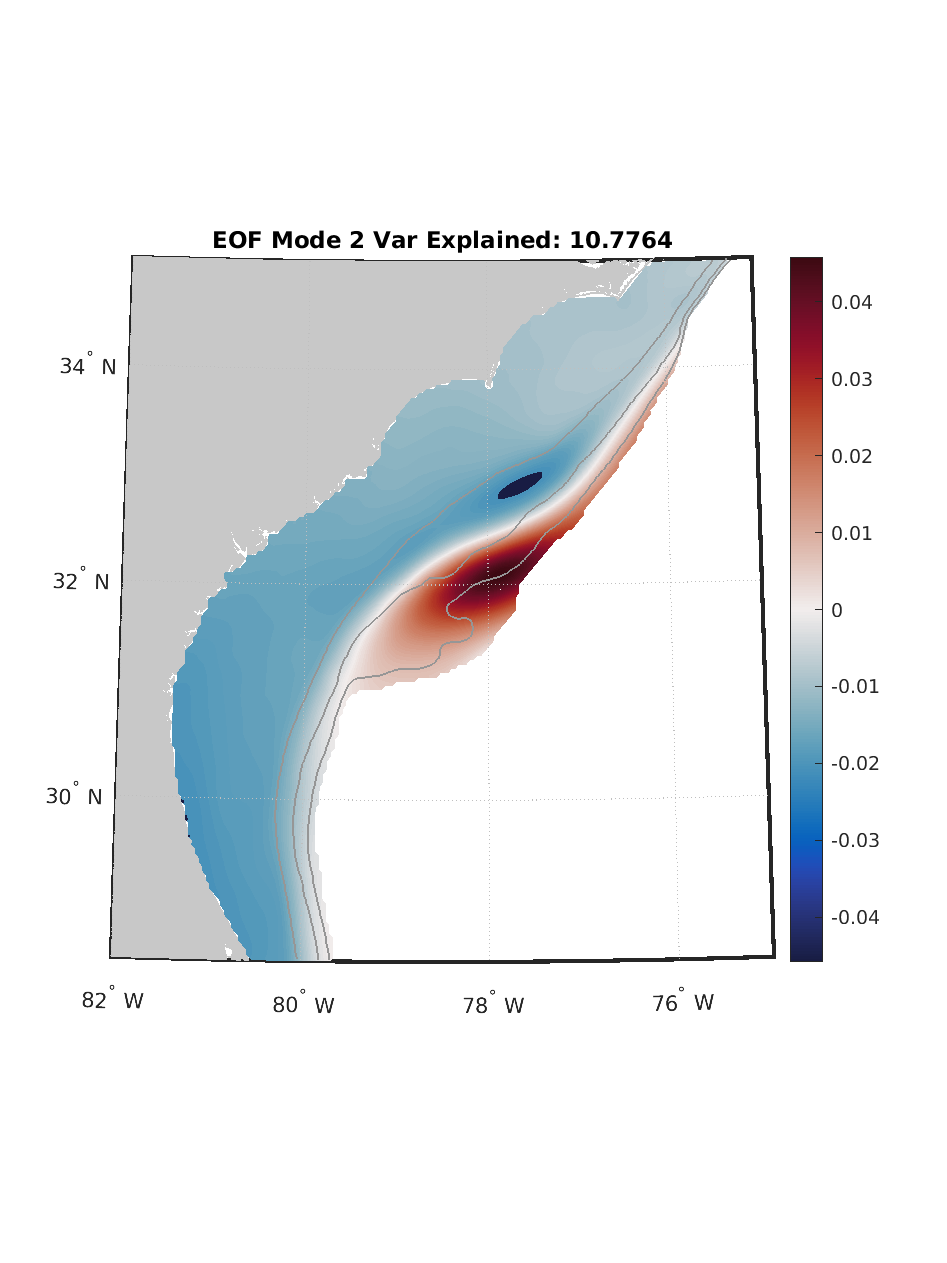 EOF Mode 2 Var Explained: 10.7764
34° N
32° N
30° N
82° W
80° W
78° W
76° W
0.04
0.03
0.02
0.01
0
-0.01
-0.02
-0.03
-0.04